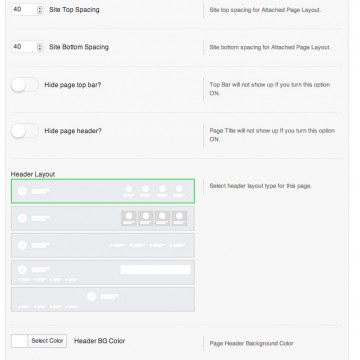 40 Site Top Spacing
Site top spacing for Attached Page Layout.
40 Site Bottom Spacing
Site bottom spacing for Attached Page Layout.
Hide page top bar?
Top Bar will not show up If you turn this option
ON.
Hide page header?
Page Title will not show up If you turn this option
ON.
Header Layout
Select header layout type for this page.
Select Color Header BG Color
Page Header Background Color